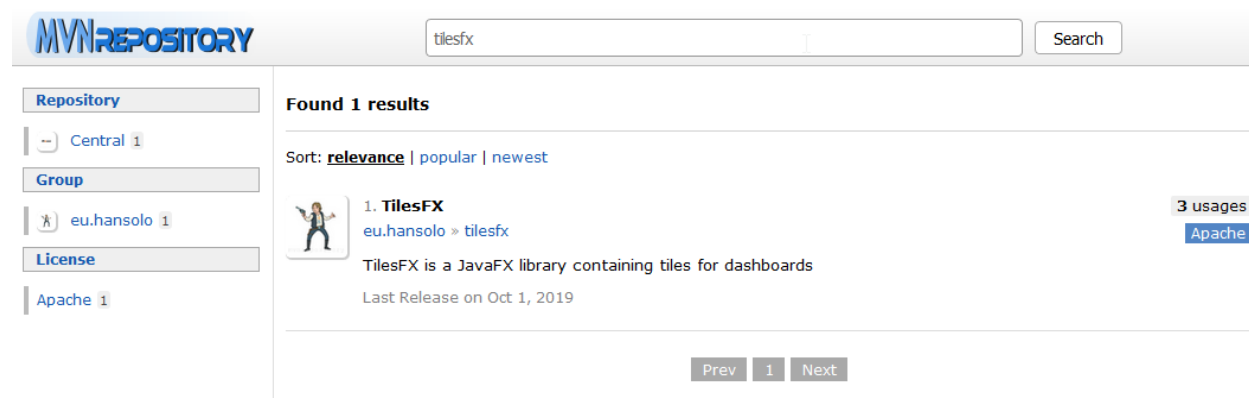 MVNREPOSITORY
tilesfx
Search
Repository
Central 1
Group
eu.hansolo 1
License
Apache 1
Found 1 results
Sort: relevance | popular | newest
1. TilesFX
3 usages
eu.hansolo » tilesfx
Apache
TilesFX is a JavaFX library containing tiles for dashboards
Last Release on Oct 1, 2019
Prev 1 Next